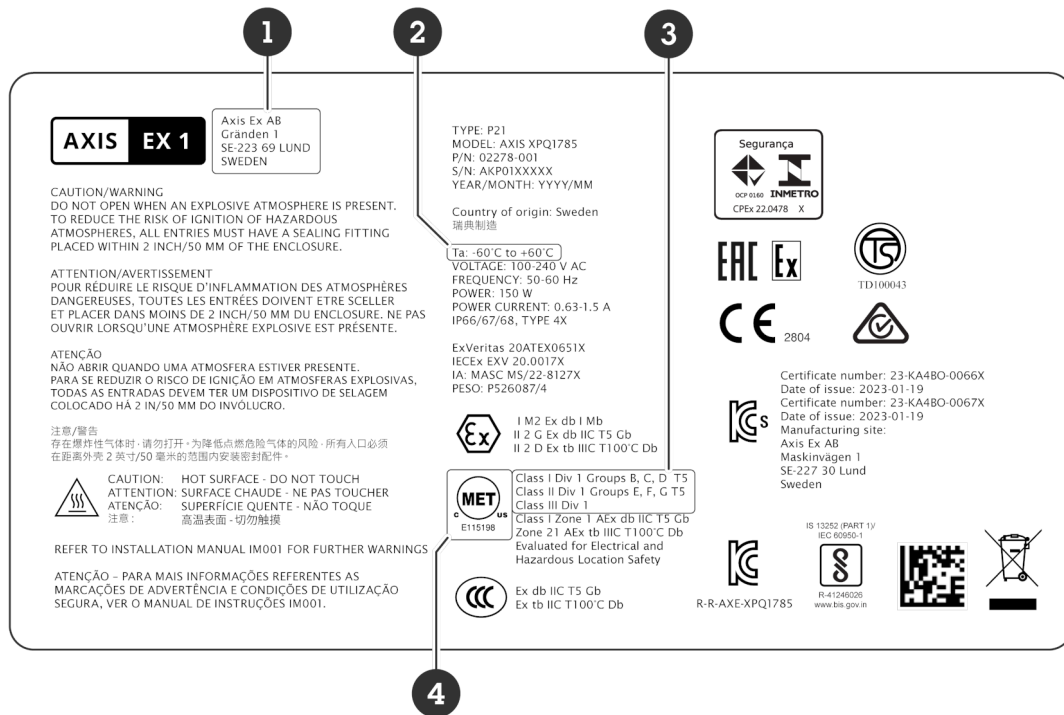 1
2
3
AXIS EX 1
Axis Ex AB
Gränden 1
SE-223 69 LUND
SWEDEN
CAUTION/WARNING
DO NOT OPEN WHEN AN EXPLOSIVE ATMOSPHERE IS PRESENT.
TO REDUCE THE RISK OF IGNITION OF HAZARDOUS
ATMOSPHERES, ALL ENTRIES MUST HAVE A SEALING FITTING
PLACED WITHIN 2 INCH/50 MM OF THE ENCLOSURE.
ATTENTION/AVERTISSEMENT
POUR RÉDUIRE LE RISQUE D'INFLAMMATION DES ATMOSPHÈRES
DANGEREUSES, TOUTES LES ENTRÉES DOIVENT ETRE SCELLER
ET PLACER DANS MOINS DE 2 INCH/50 MM DU ENCLOSURE. NE PAS
OUVRIR LORSQU'UNE ATMOSPHÈRE EXPLOSIVE EST PRÉSENTE.
ATENÇÃO
NÃO ABRIR QUANDO UMA ATMOSFERA ESTIVER PRESENTE.
PARA SE REDUZIR O RISCO DE IGNIÇÃO EM ATMOSFERAS EXPLOSIVAS,
TODAS AS ENTRADAS DEVEM TER UM DISPOSITIVO DE SELAGEM
COLOCADO HÁ 2 IN/50 MM DO INVÓLUCRO.
注意/警告
存在爆炸性气体时，请勿打开。为降低点燃危险气体的风险，所有入口必须
在距离外壳 2 英寸/50 毫米的范围内安装密封配件。
CAUTION: HOT SURFACE - DO NOT TOUCH
ATTENTION: SURFACE CHAUDE - NE PAS TOUCHER
ATENÇÃO: SUPERFÍCIE QUENTE - NÃO TOQUE
注意: 高温表面 - 切勿触摸
REFER TO INSTALLATION MANUAL IM001 FOR FURTHER WARNINGS
ATENÇÃO – PARA MAIS INFORMAÇÕES REFERENTES AS
MARCAÇÕES DE ADVERTÊNCIA E CONDIÇÕES DE UTILIZAÇÃO
SEGURA, VER O MANUAL DE INSTRUÇÕES IM001.
TYPE: P21
MODEL: AXIS XPQ1785
P/N: 02278-001
S/N: AKP01XXXXX
YEAR/MONTH: YYYY/MM
Country of origin: Sweden
瑞典制造
Ta: -60°C to +60°C
VOLTAGE: 100-240 V AC
FREQUENCY: 50-60 Hz
POWER: 150 W
POWER CURRENT: 0.63-1.5 A
IP66/67/68, TYPE 4X
ExVeritas 20ATEX0651X
IECEx EXV 20.0017X
IA: MASC MS/22-8127X
PESO: P526087/4
Ex
I M2 Ex db I Mb
II 2 G Ex db IIC T5 Gb
II 2 D Ex tb IIIC T100°C Db
c MET us
E115198
Class I Div 1 Groups B, C, D T5
Class II Div 1 Groups E, F, G T5
Class III Div 1
Class I Zone 1 AEx db IIC T5 Gb
Zone 21 AEx tb IIIC T100°C Db
Evaluated for Electrical and
Hazardous Location Safety
CCC
Ex db IIC T5 Gb
Ex tb IIC T100°C Db
Segurança
OCP 0160 INMETRO
CPEx 22.0478 X
EAC Ex
TS
TD100043
CE 2804
KC s
Certificate number: 23-KA4BO-0066X
Date of issue: 2023-01-19
Certificate number: 23-KA4BO-0067X
Date of issue: 2023-01-19
Manufacturing site:
Axis Ex AB
Maskinvägen 1
SE-227 30 Lund
Sweden
KC
R-R-AXE-XPQ1785
IS 13252 (PART 1)/
IEC 60950-1
R-41246026
www.bis.gov.in
4